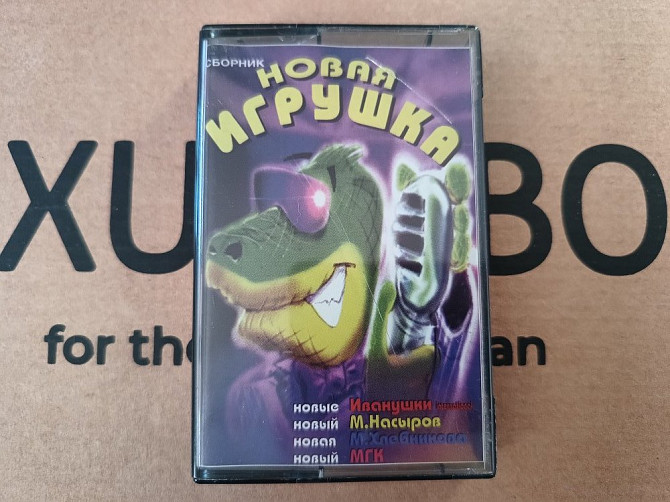 СБОРНИК
НОВАЯ
ИГРУШКА
XU BO
for the an
новые Иванушки
новый М.Насыров
новая М.Хлебникова
новый МГК